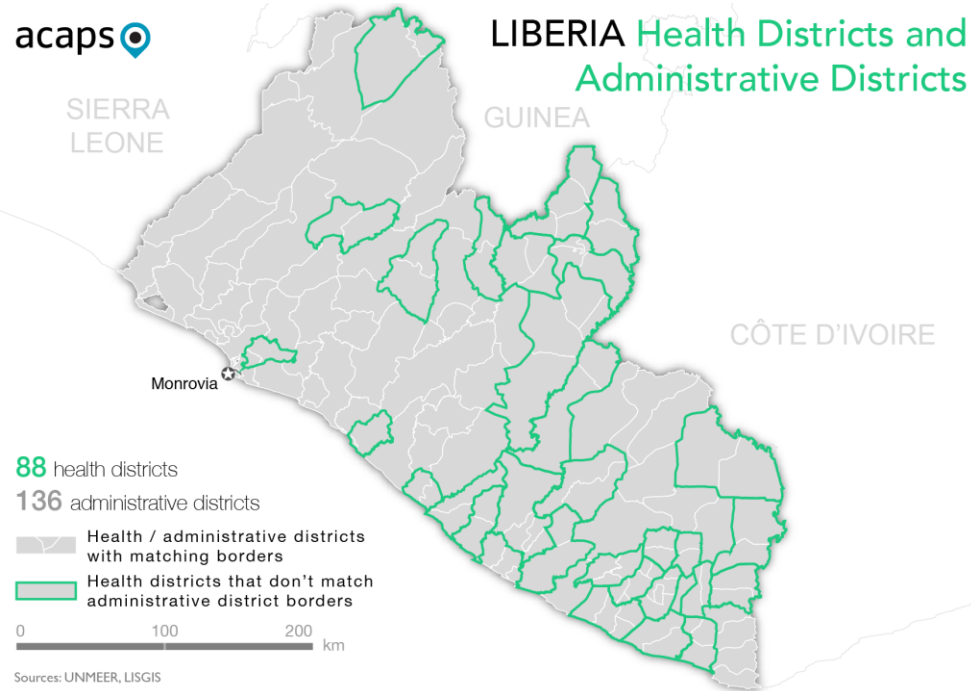 acaps
LIBERIA Health Districts and
Administrative Districts
SIERRA
LEONE
GUINEA
CÔTE D'IVOIRE
Monrovia
88 health districts
136 administrative districts
Health / administrative districts
with matching borders
Health districts that don't match
administrative district borders
0 100 200 km
Sources: UNMEER, LISGIS